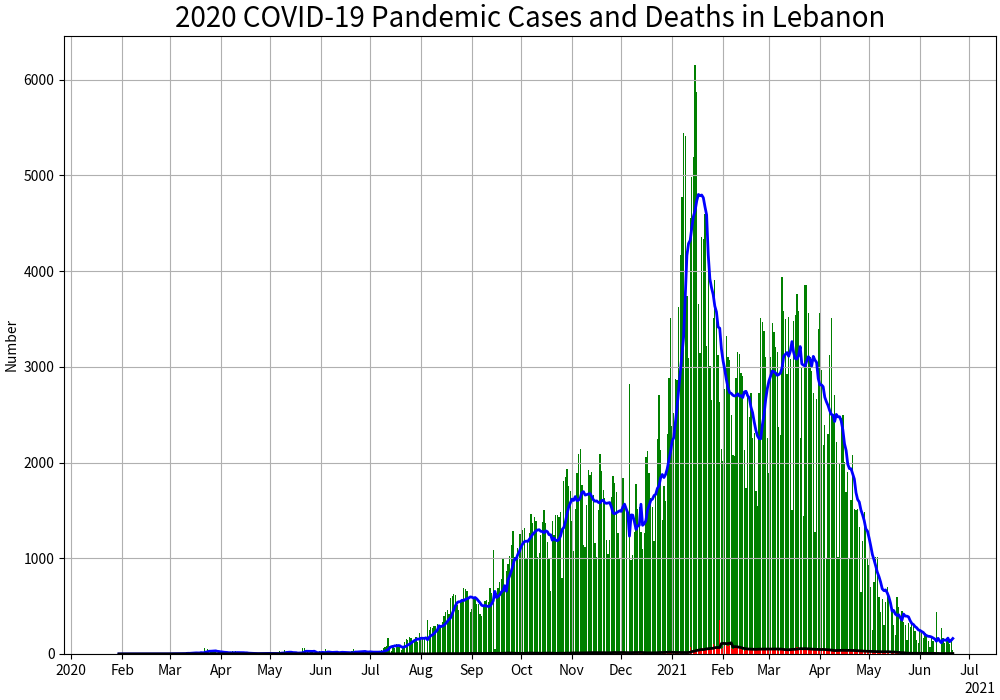 2020 COVID-19 Pandemic Cases and Deaths in Lebanon
Number
6000
5000
4000
3000
2000
1000
0
2020 Feb Mar Apr May Jun Jul Aug Sep Oct Nov Dec 2021 Feb Mar Apr May Jun Jul
2021